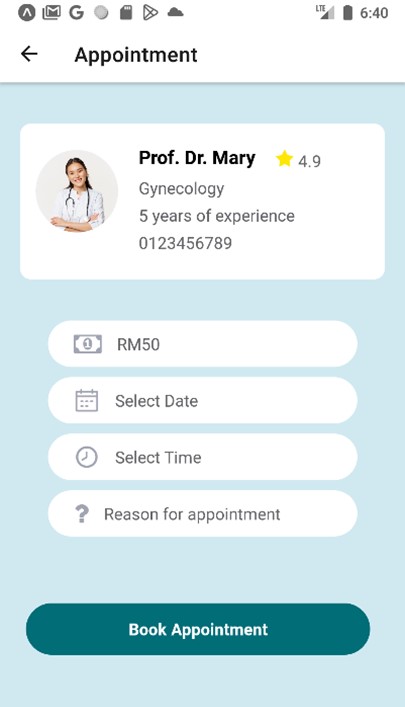 LTE 6:40
Appointment
Prof. Dr. Mary 4.9
Gynecology
5 years of experience
0123456789
RM50
Select Date
Select Time
Reason for appointment
Book Appointment